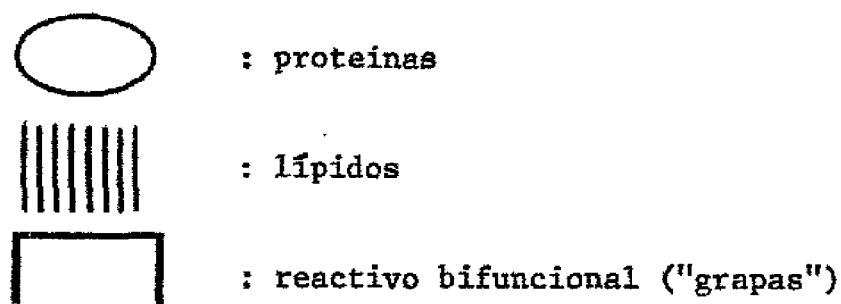 : proteinas
: lípidos
: reactivo bifuncional ("grapas")